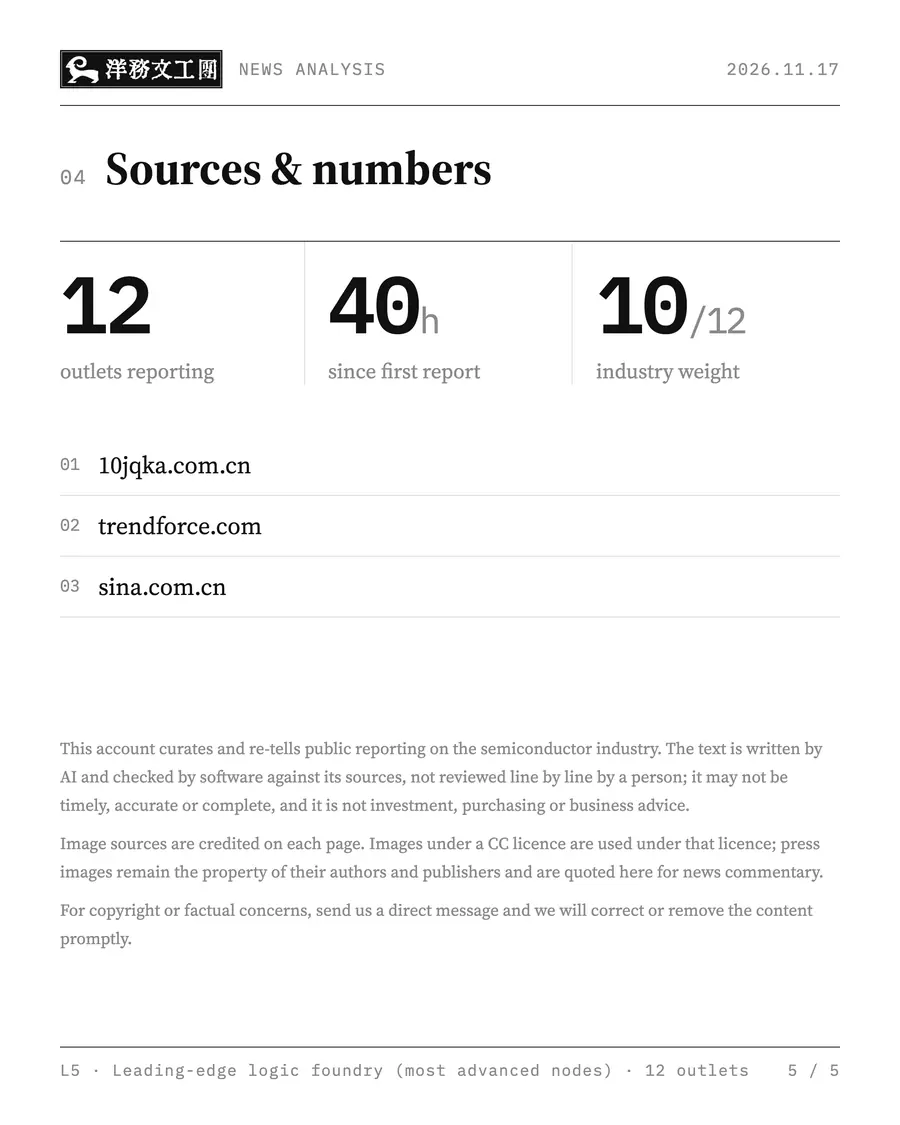 洋務文工團 NEWS ANALYSIS 2026.11.17
04 Sources & numbers
12 40h 10/12
outlets reporting since first report industry weight
01 10jqka.com.cn
02 trendforce.com
03 sina.com.cn
This account curates and re-tells public reporting on the semiconductor industry. The text is written by
AI and checked by software against its sources, not reviewed line by line by a person; it may not be
timely, accurate or complete, and it is not investment, purchasing or business advice.
Image sources are credited on each page. Images under a CC licence are used under that licence; press
images remain the property of their authors and publishers and are quoted here for news commentary.
For copyright or factual concerns, send us a direct message and we will correct or remove the content
promptly.
L5 · Leading-edge logic foundry (most advanced nodes) · 12 outlets 5 / 5